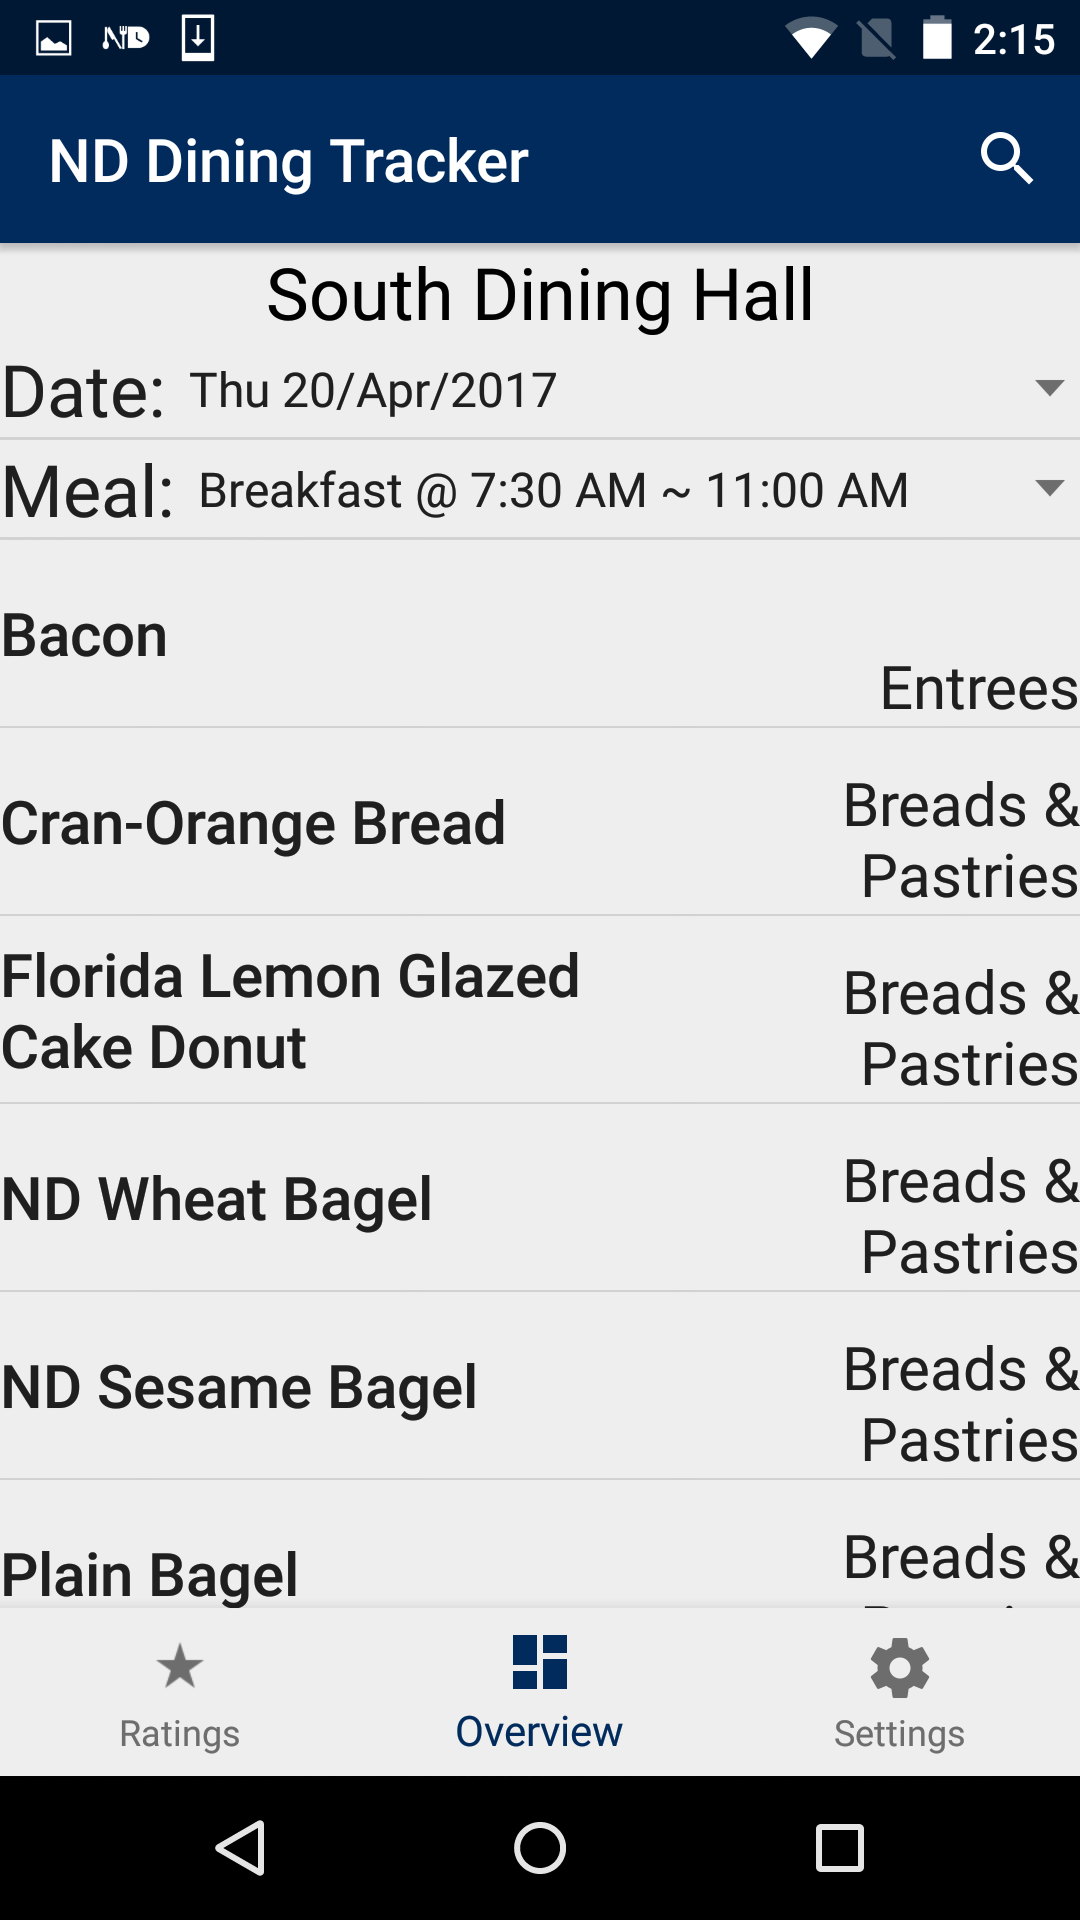 ND
2:15
ND Dining Tracker
South Dining Hall
Date: Thu 20/Apr/2017
Meal: Breakfast @ 7:30 AM ~ 11:00 AM
Bacon
Entrees
Cran-Orange Bread
Breads &
Pastries
Florida Lemon Glazed
Cake Donut
Breads &
Pastries
ND Wheat Bagel
Breads &
Pastries
ND Sesame Bagel
Breads &
Pastries
Plain Bagel
Breads &
Ratings
Overview
Settings